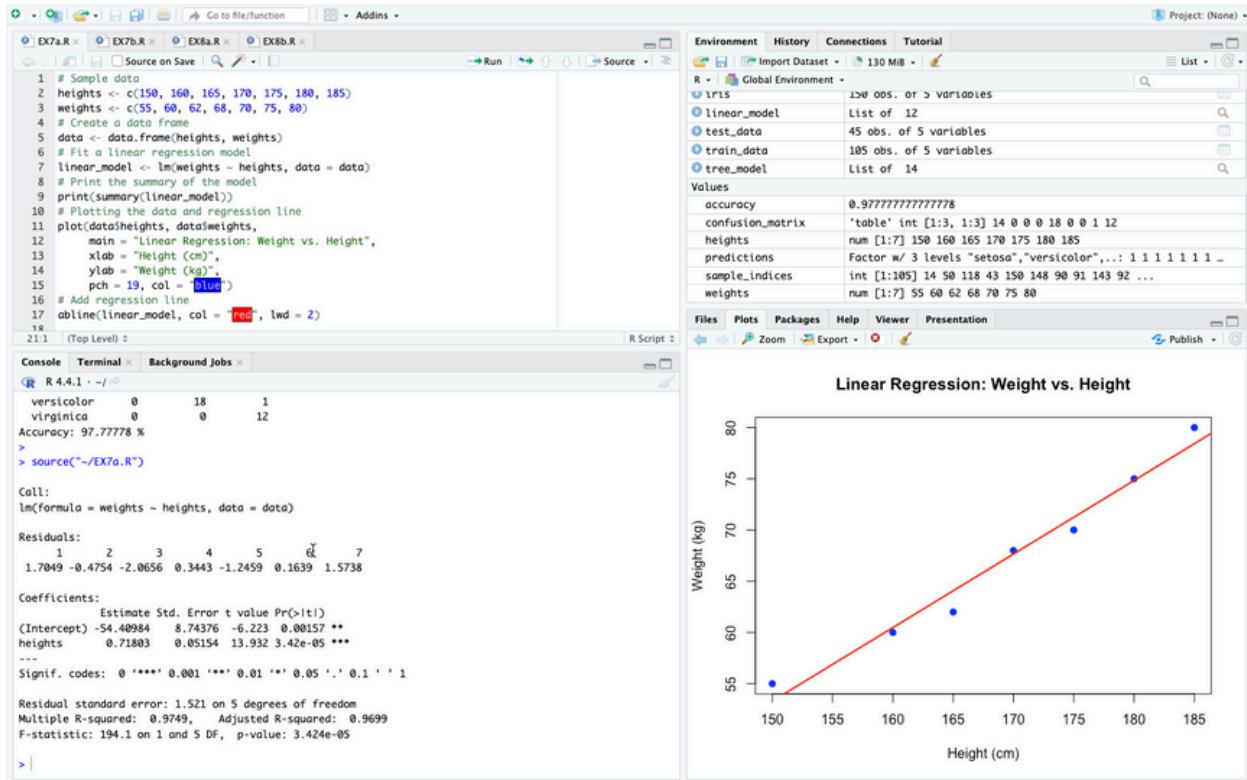 Go to file/function
Addins
Project: (None)
EX7a.R
EX7b.R
EX8a.R
EX8b.R
Source on Save
Run
Source
1 # Sample data
2 heights <- c(150, 160, 165, 170, 175, 180, 185)
3 weights <- c(55, 60, 62, 68, 70, 75, 80)
4 # Create a data frame
5 data <- data.frame(heights, weights)
6 # Fit a linear regression model
7 linear_model <- lm(weights ~ heights, data = data)
8 # Print the summary of the model
9 print(summary(linear_model))
10 # Plotting the data and regression line
11 plot(data$heights, data$weights,
12 main = "Linear Regression: Weight vs. Height",
13 xlab = "Height (cm)",
14 ylab = "Weight (kg)",
15 pch = 19, col = "blue")
16 # Add regression line
17 abline(linear_model, col = "red", lwd = 2)
18
21:1 (Top Level) R Script
Console Terminal Background Jobs
R 4.4.1 · ~/
versicolor 0 18 1
virginica 0 0 12
Accuracy: 97.77778 %
>
> source("~/EX7a.R")
Call:
lm(formula = weights ~ heights, data = data)
Residuals:
1 2 3 4 5 6 7
1.7049 -0.4754 -2.0656 0.3443 -1.2459 0.1639 1.5738
Coefficients:
Estimate Std. Error t value Pr(>|t|)
(Intercept) -54.40984 8.74376 -6.223 0.00157 **
heights 0.71803 0.05154 13.932 3.42e-05 ***
---
Signif. codes: 0 '***' 0.001 '**' 0.01 '*' 0.05 '.' 0.1 ' ' 1
Residual standard error: 1.521 on 5 degrees of freedom
Multiple R-squared: 0.9749, Adjusted R-squared: 0.9699
F-statistic: 194.1 on 1 and 5 DF, p-value: 3.424e-05
>
Environment History Connections Tutorial
Import Dataset 130 MiB List
R Global Environment
iris 150 obs. of 5 variables
linear_model List of 12
test_data 45 obs. of 5 variables
train_data 105 obs. of 5 variables
tree_model List of 14
Values
accuracy 0.977777777777778
confusion_matrix 'table' int [1:3, 1:3] 14 0 0 0 18 0 0 1 12
heights num [1:7] 150 160 165 170 175 180 185
predictions Factor w/ 3 levels "setosa","versicolor",..: 1 1 1 1 1 1 1 …
sample_indices int [1:105] 14 50 118 43 150 148 90 91 143 92 ...
weights num [1:7] 55 60 62 68 70 75 80
Files Plots Packages Help Viewer Presentation
Zoom Export Publish
Linear Regression: Weight vs. Height
Weight (kg)
80
75
70
65
60
55
150 155 160 165 170 175 180 185
Height (cm)